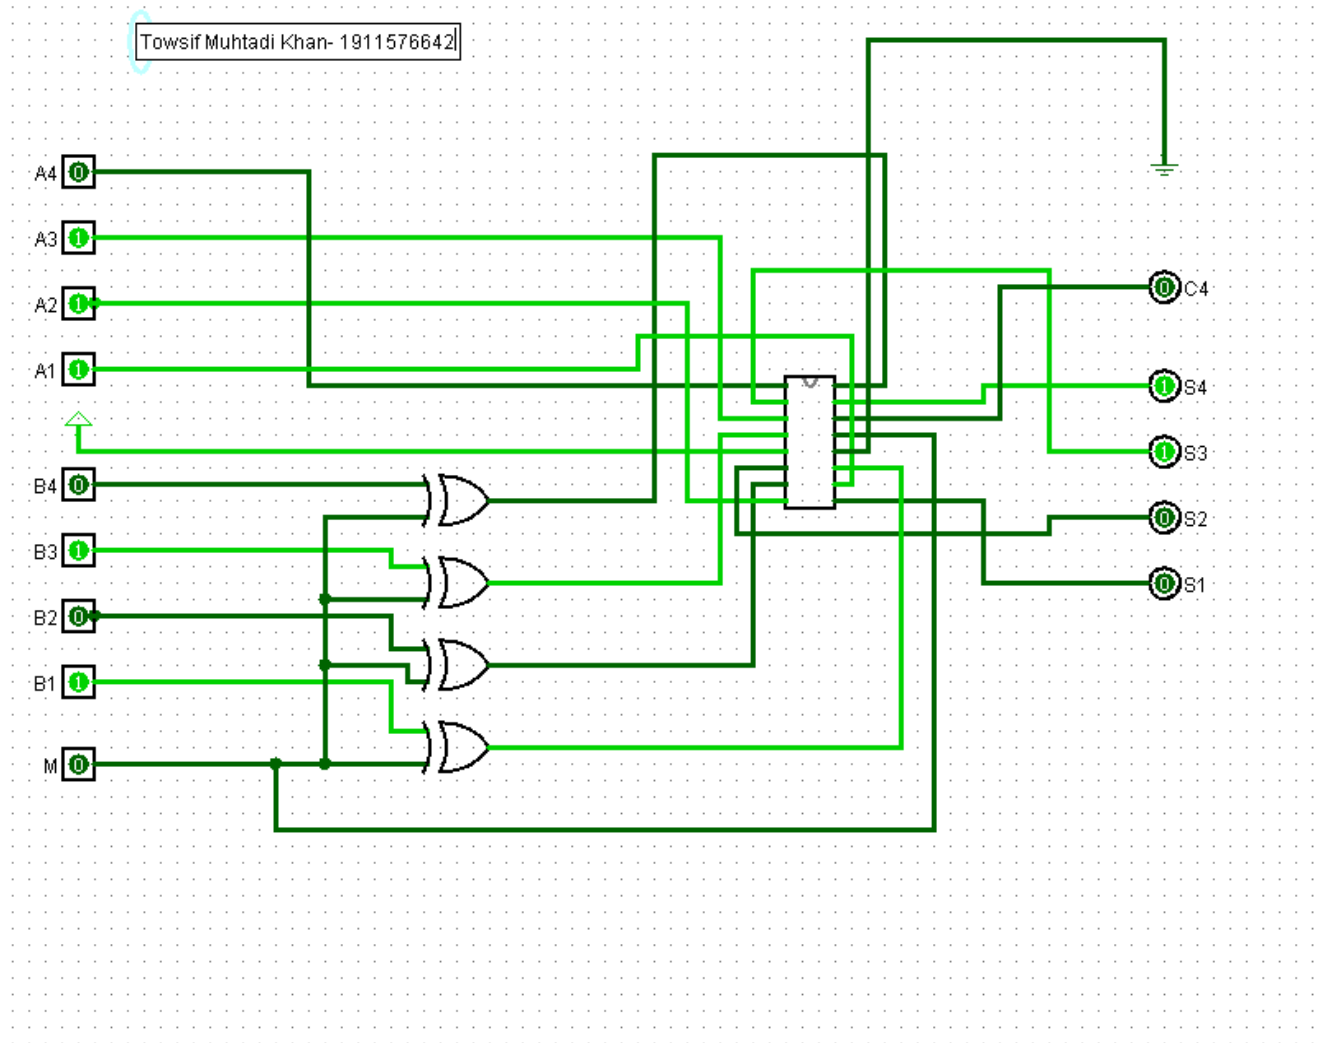 Towsif Muhtadi Khan- 1911576642
A4 0
A3 1
A2 1
A1 1
B4 0
B3 1
B2 0
B1 1
M 0
0 C4
1 S4
1 S3
0 S2
0 S1